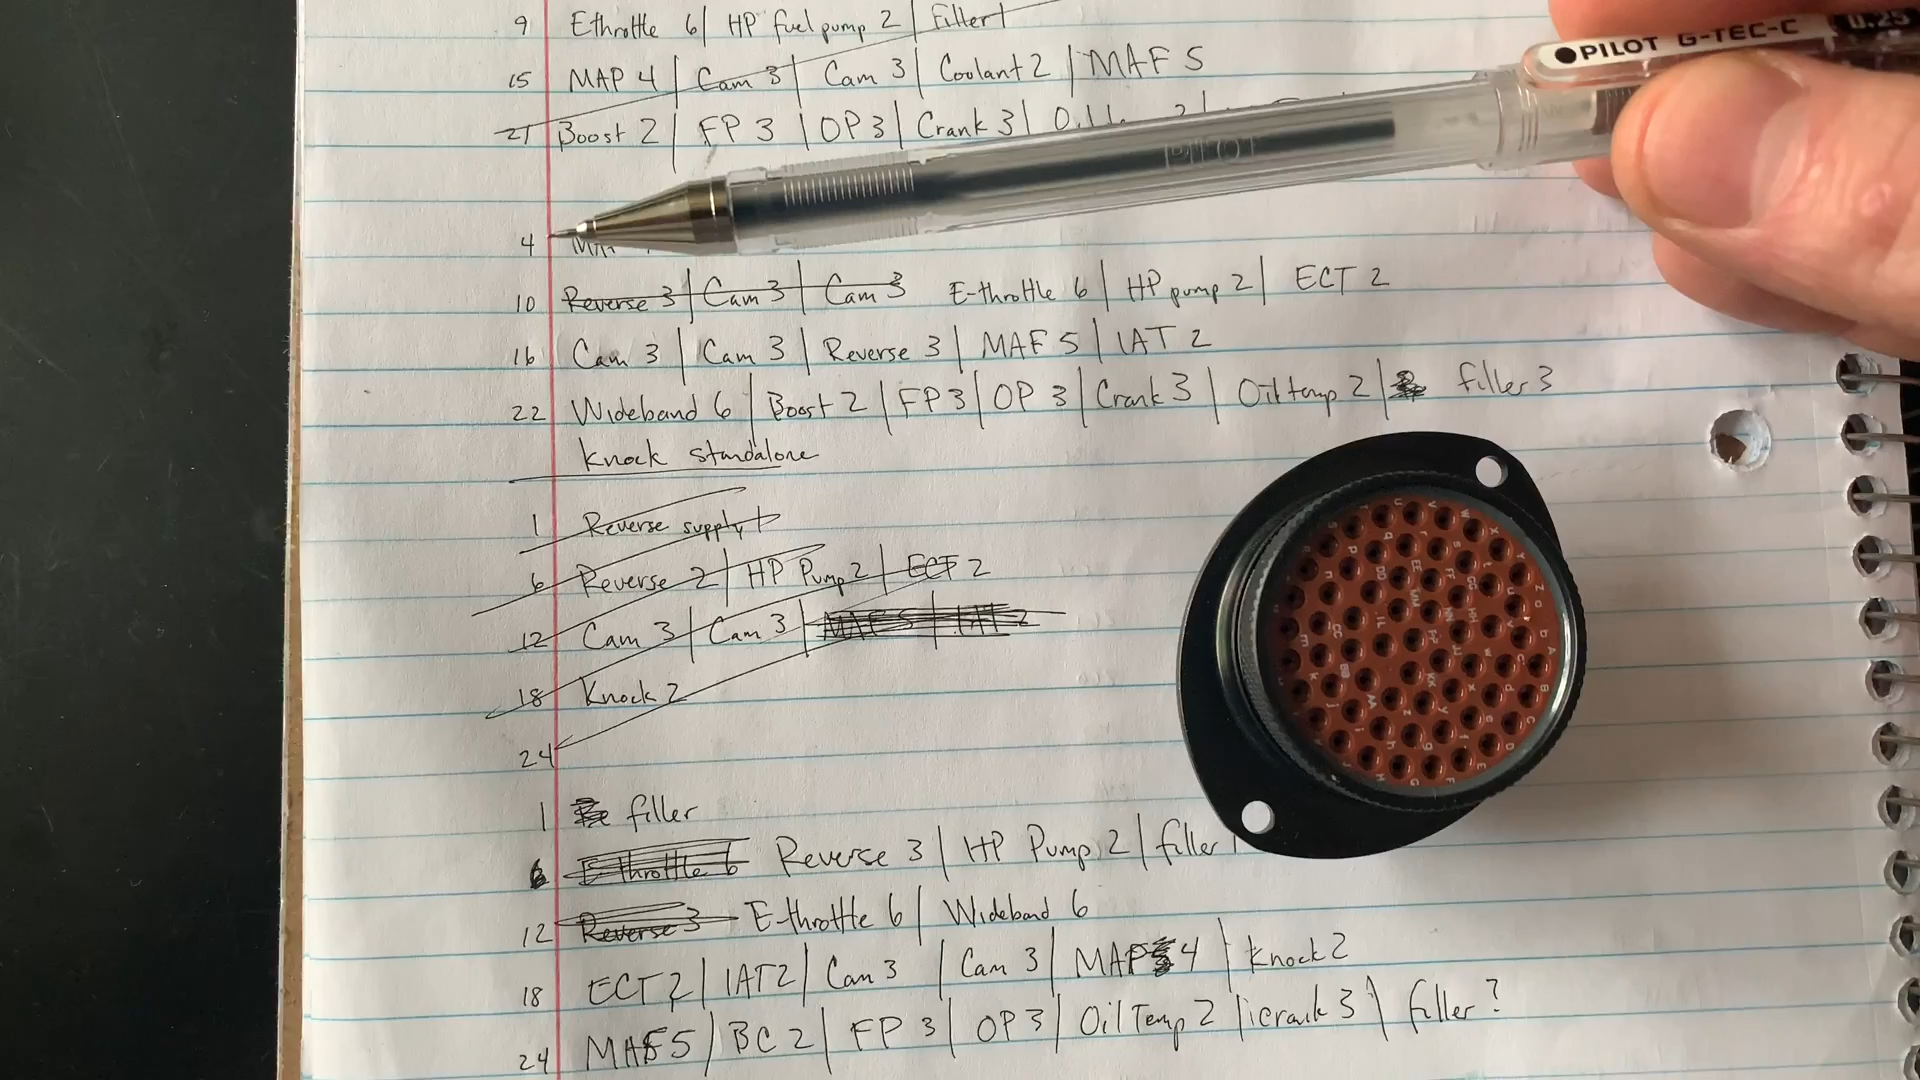 9 Ethrottle 6 | HP fuel pump 2 | Filler 1
PILOT G-TEC-C 0.25
15 MAP 4 | Cam 3 | Cam 3 | Coolant 2 | MAF 5
21 Boost 2 | FP 3 | OP 3 | Crank 3 |
PILOT
4
10 Reverse 3 | Cam 3 | Cam 3 E-throttle 6 | HP pump 2 | ECT 2
16 Cam 3 | Cam 3 | Reverse 3 | MAF 5 | IAT 2
22 Wideband 6 | Boost 2 | FP 3 | OP 3 | Crank 3 | Oil temp 2 | filler 3
knock standalone
1 Reverse supply 1
6 Reverse 2 | HP Pump 2 | ECT 2
12 Cam 3 | Cam 3 | MAF 5 | IAT 2
18 Knock 2
24
1 filler
6 E-throttle 6 Reverse 3 | HP Pump 2 | filler 1
12 Reverse 3 E-throttle 6 | Wideband 6
18 ECT 2 | IAT 2 | Cam 3 | Cam 3 | MAP 4 | Knock 2
24 MAF 5 | BC 2 | FP 3 | OP 3 | Oil Temp 2 | crank 3 | filler ?